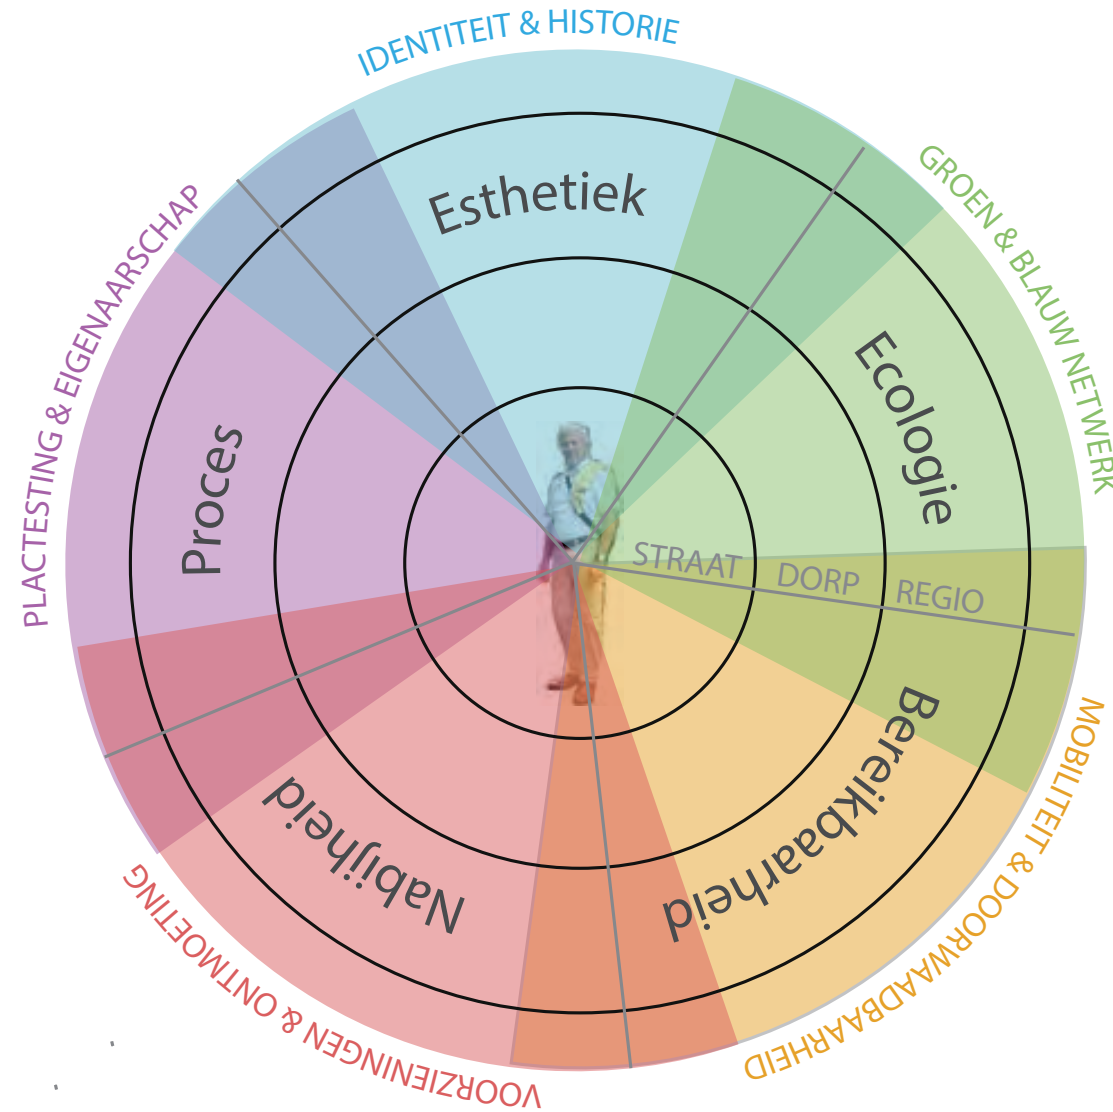 IDENTITEIT & HISTORIE
Esthetiek
GROEN & BLAUW NETWERK
Ecologie
STRAAT
DORP
REGIO
MOBILITEIT & DOORWAADBAARHEID
Bereikbaarheid
VOORZIENINGEN & ONTMOETING
Nabijheid
PLACTESTING & EIGENAARSCHAP
Proces